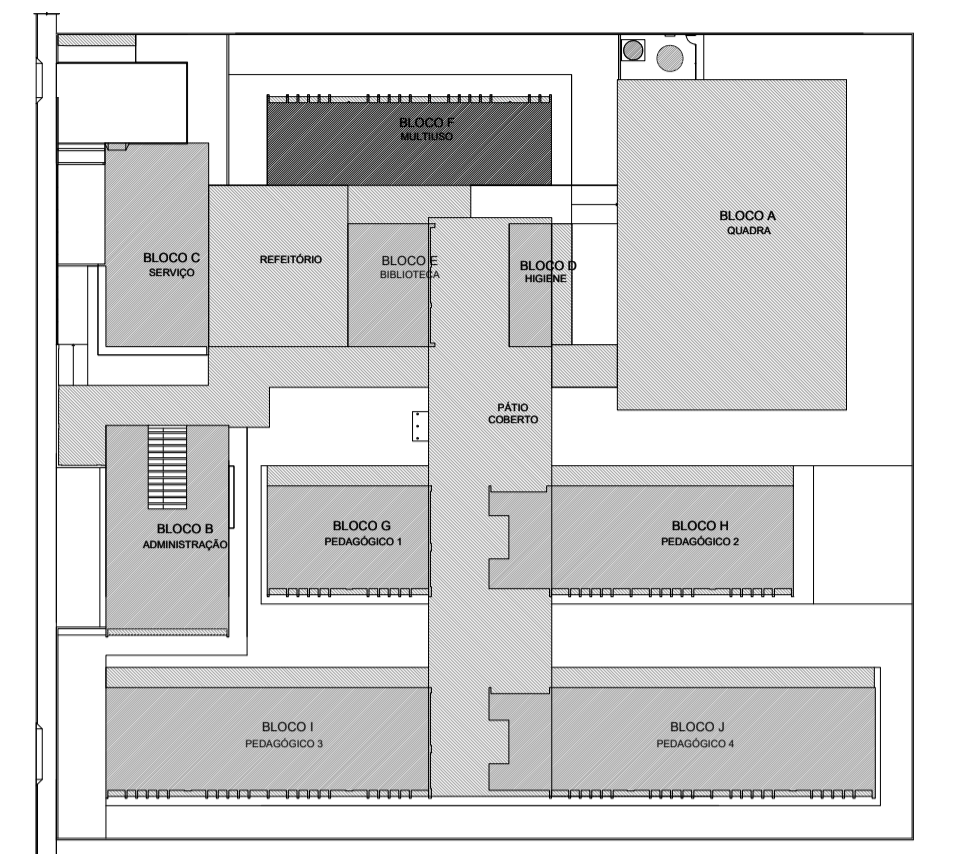 BLOCO F
MULTIUSO
BLOCO A
QUADRA
BLOCO C
SERVIÇO
REFEITÓRIO
BLOCO E
BIBLIOTECA
BLOCO D
HIGIENE
PÁTIO
COBERTO
BLOCO B
ADMINISTRAÇÃO
BLOCO G
PEDAGÓGICO 1
BLOCO H
PEDAGÓGICO 2
BLOCO I
PEDAGÓGICO 3
BLOCO J
PEDAGÓGICO 4